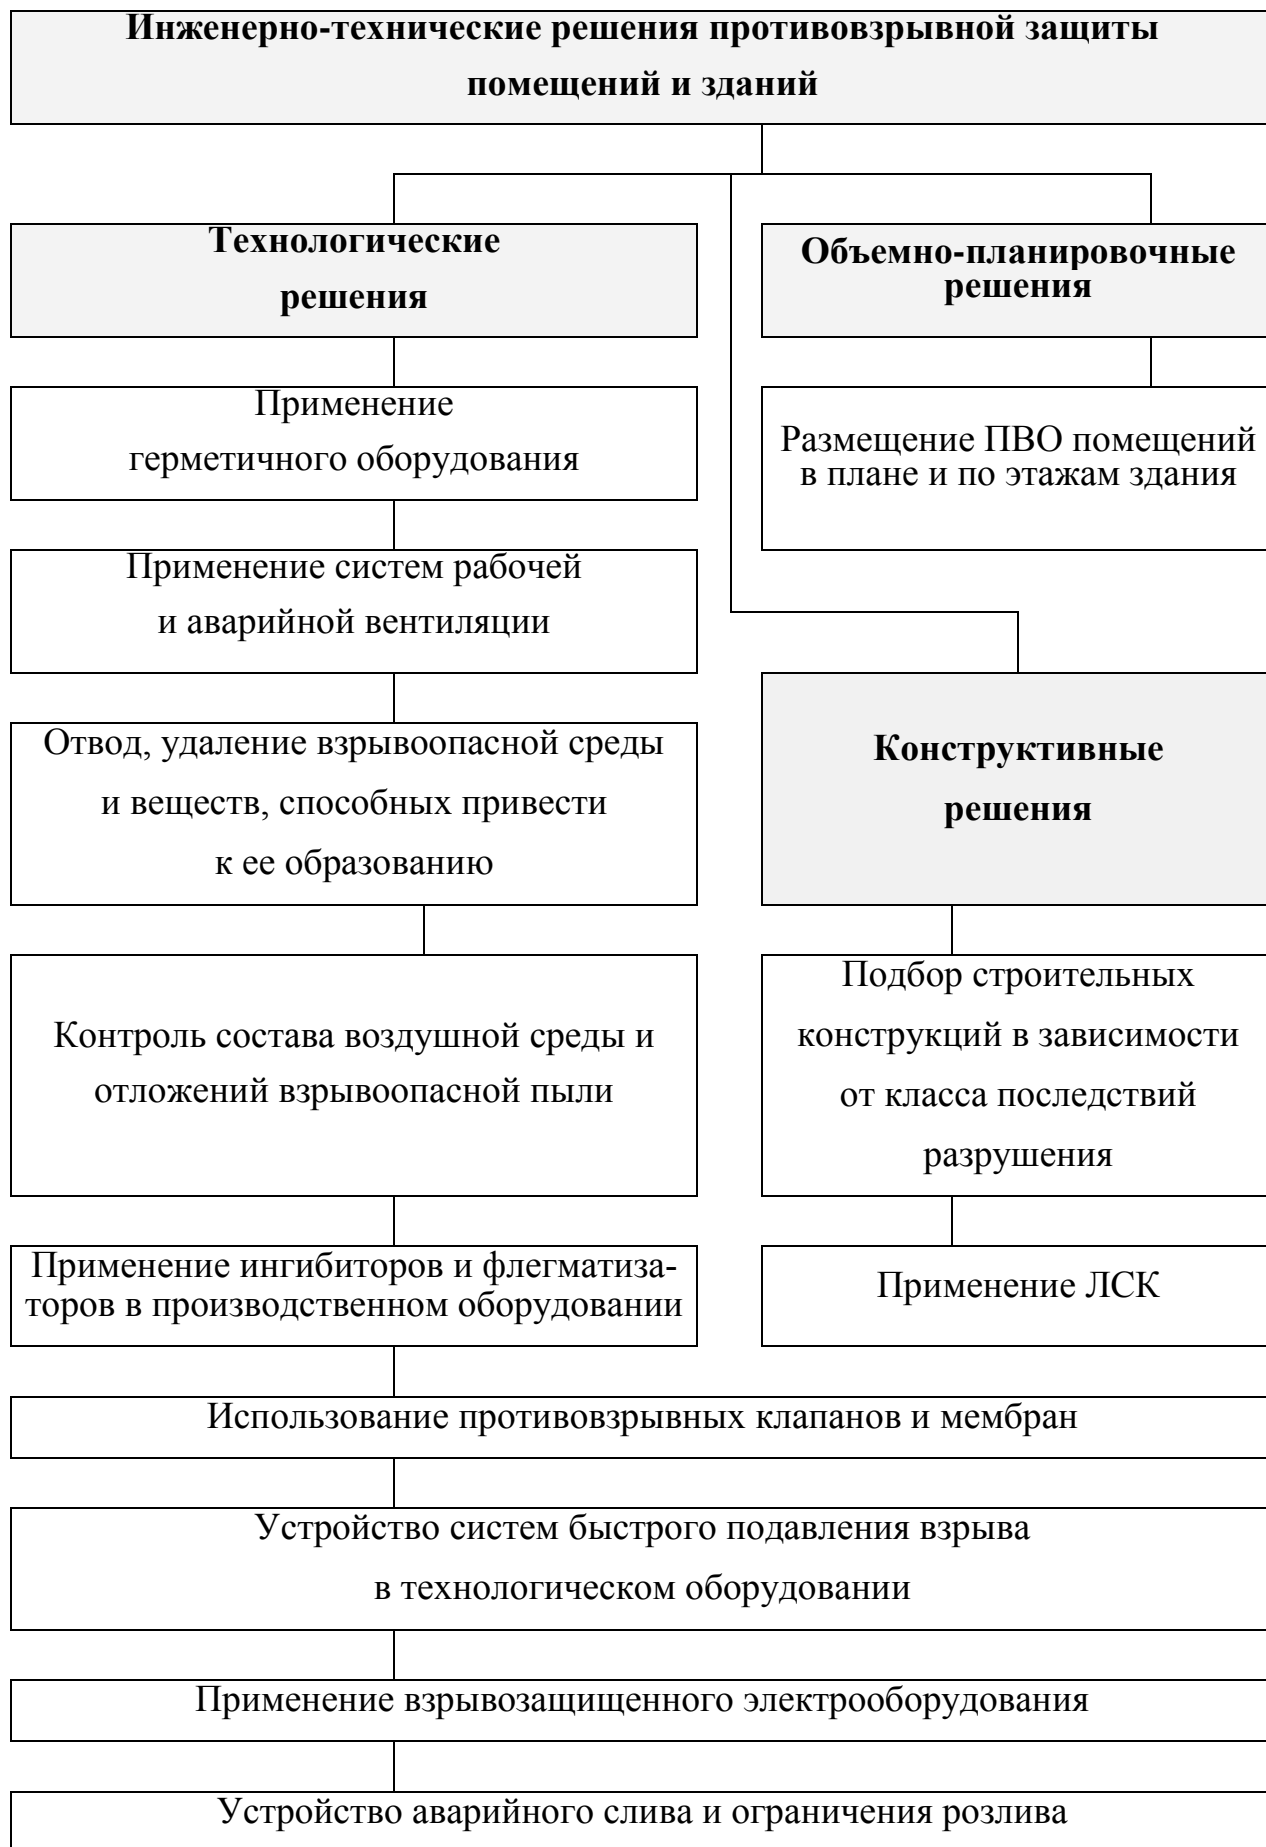 Инженерно-технические решения противовзрывной защиты
помещений и зданий
Технологические
решения
Объемно-планировочные
решения
Применение
герметичного оборудования
Размещение ПВО помещений
в плане и по этажам здания
Применение систем рабочей
и аварийной вентиляции
Отвод, удаление взрывоопасной среды
и веществ, способных привести
к ее образованию
Конструктивные
решения
Контроль состава воздушной среды и
отложений взрывоопасной пыли
Подбор строительных
конструкций в зависимости
от класса последствий
разрушения
Применение ингибиторов и флегматиза-
торов в производственном оборудовании
Применение ЛСК
Использование противовзрывных клапанов и мембран
Устройство систем быстрого подавления взрыва
в технологическом оборудовании
Применение взрывозащищенного электрооборудования
Устройство аварийного слива и ограничения розлива